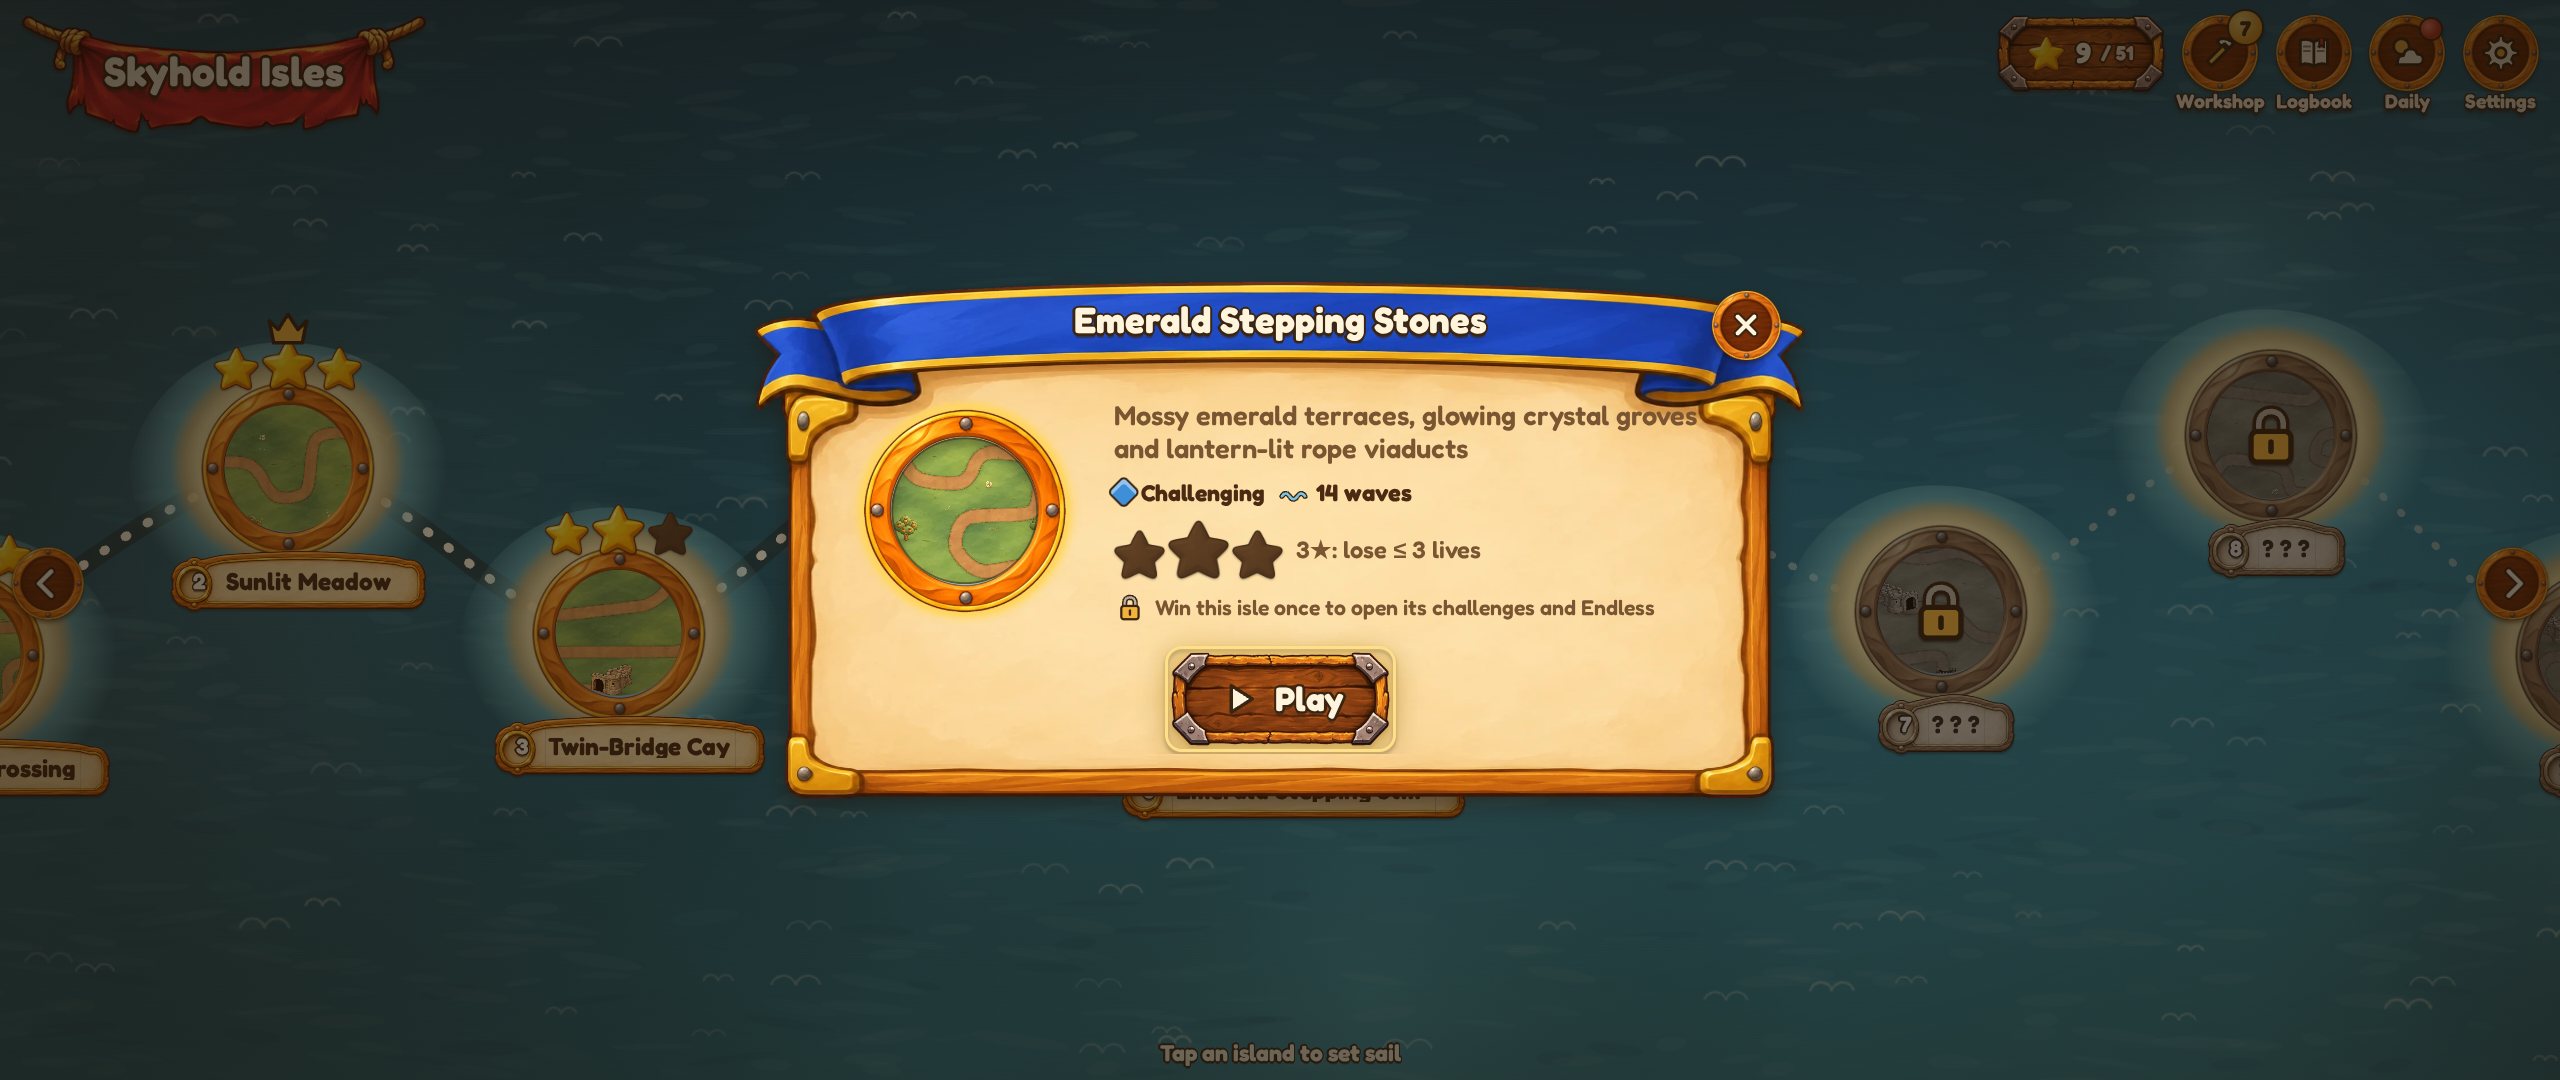 Skyhold Isles
9 / 51
7
Workshop
Logbook
Daily
Settings
Emerald Stepping Stones
Mossy emerald terraces, glowing crystal groves
and lantern-lit rope viaducts
Challenging
14 waves
3★: lose ≤ 3 lives
Win this isle once to open its challenges and Endless
Play
2 Sunlit Meadow
3 Twin-Bridge Cay
rossing
7 ???
8 ???
Tap an island to set sail